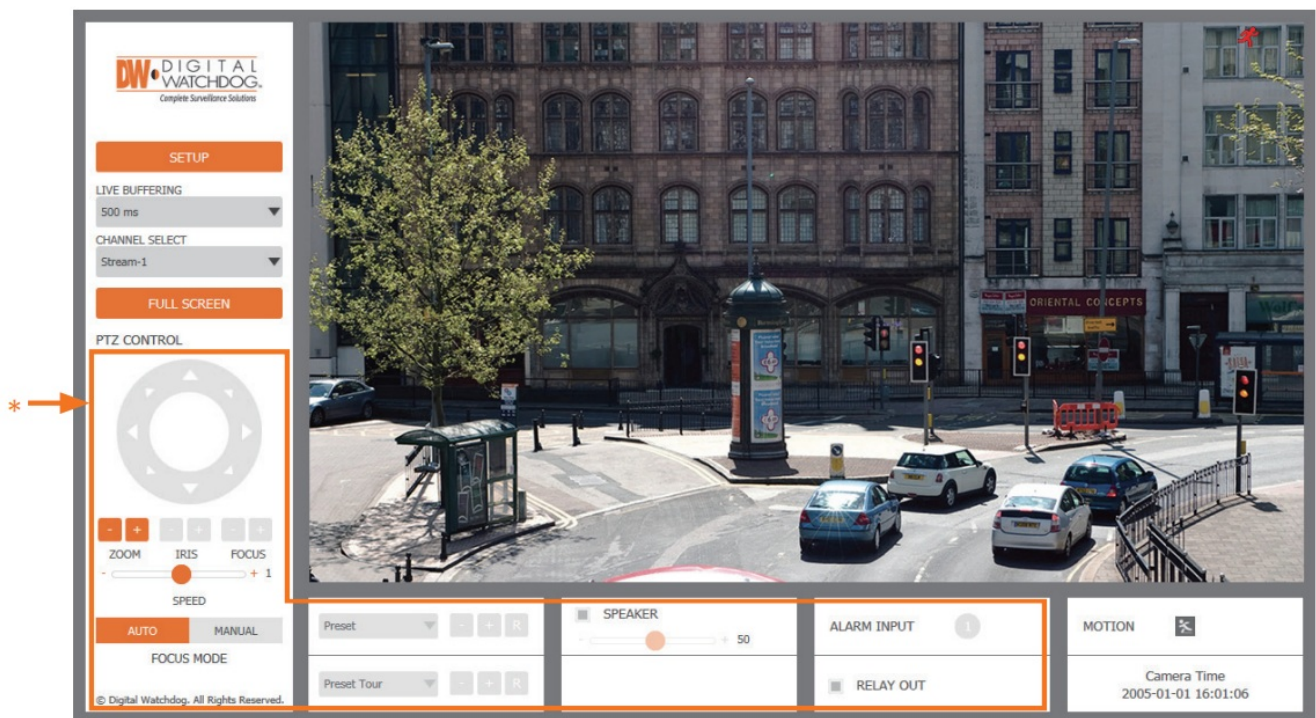 DW DIGITAL
WATCHDOG®
Complete Surveillance Solutions
SETUP
LIVE BUFFERING
500 ms
CHANNEL SELECT
Stream-1
FULL SCREEN
PTZ CONTROL
*
- + - + - +
ZOOM IRIS FOCUS
- + 1
SPEED
AUTO MANUAL
FOCUS MODE
© Digital Watchdog. All Rights Reserved.
ORIENTAL CONCEPTS
Preset - + R
Preset Tour - + R
SPEAKER
- + 50
ALARM INPUT 1
RELAY OUT
MOTION
Camera Time
2005-01-01 16:01:06